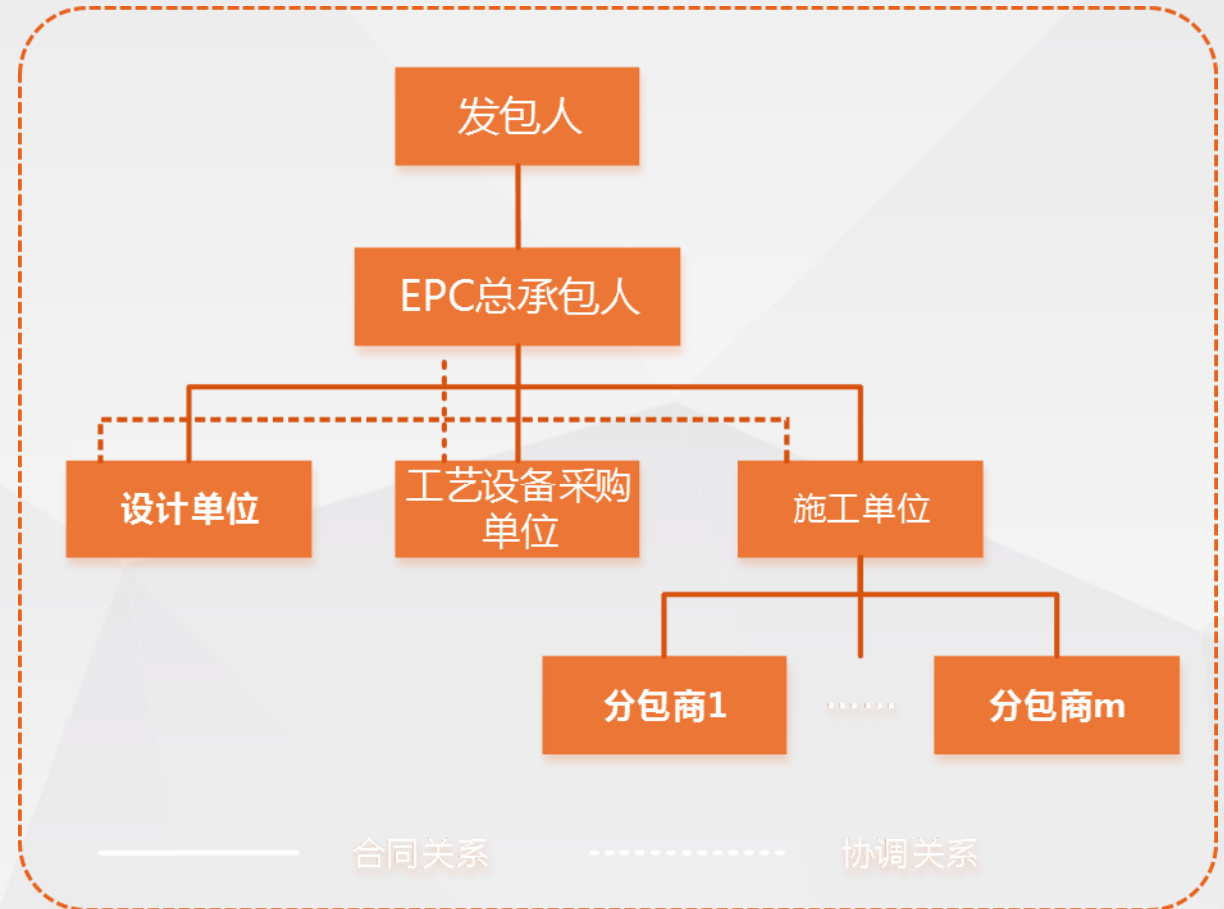 发包人
EPC总承包人
设计单位
工艺设备采购
单位
施工单位
分包商1
......
分包商m
合同关系
协调关系